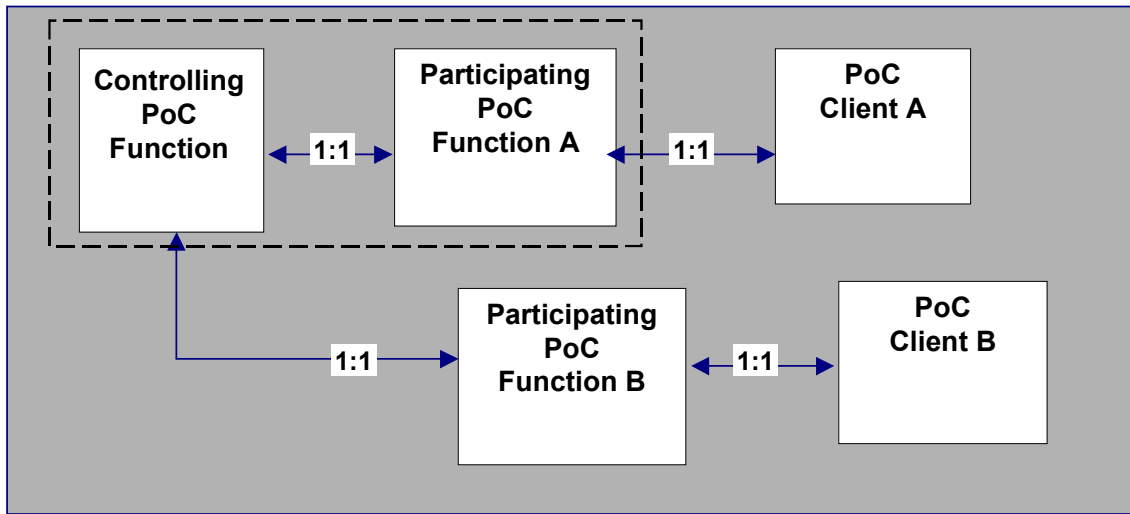 Controlling
PoC
Function
1:1
Participating
PoC
Function A
1:1
PoC
Client A
1:1
Participating
PoC
Function B
1:1
PoC
Client B